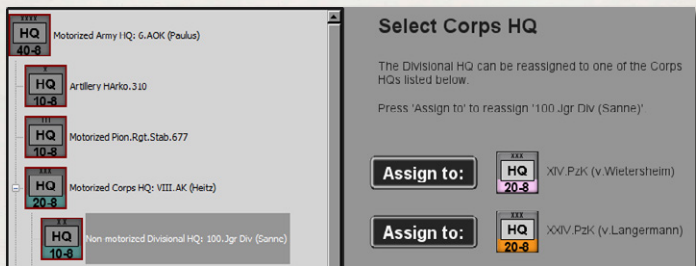 XXXX
HQ
40-8
Motorized Army HQ: 6.AOK (Paulus)
X
HQ
10-8
Artillery HArko.310
III
HQ
10-8
Motorized Pion.Rgt.Stab.677
XXX
HQ
20-8
Motorized Corps HQ: VIII.AK (Heitz)
XX
HQ
10-8
Non motorized Divisional HQ: 100.Jgr Div (Sanne)
Select Corps HQ
The Divisional HQ can be reassigned to one of the Corps
HQs listed below.
Press 'Assign to' to reassign '100.Jgr Div (Sanne)'
Assign to:
XXX
HQ
20-8
XIV.PzK (v.Wietersheim)
Assign to:
XXX
HQ
20-8
XXIV.PzK (v.Langermann)